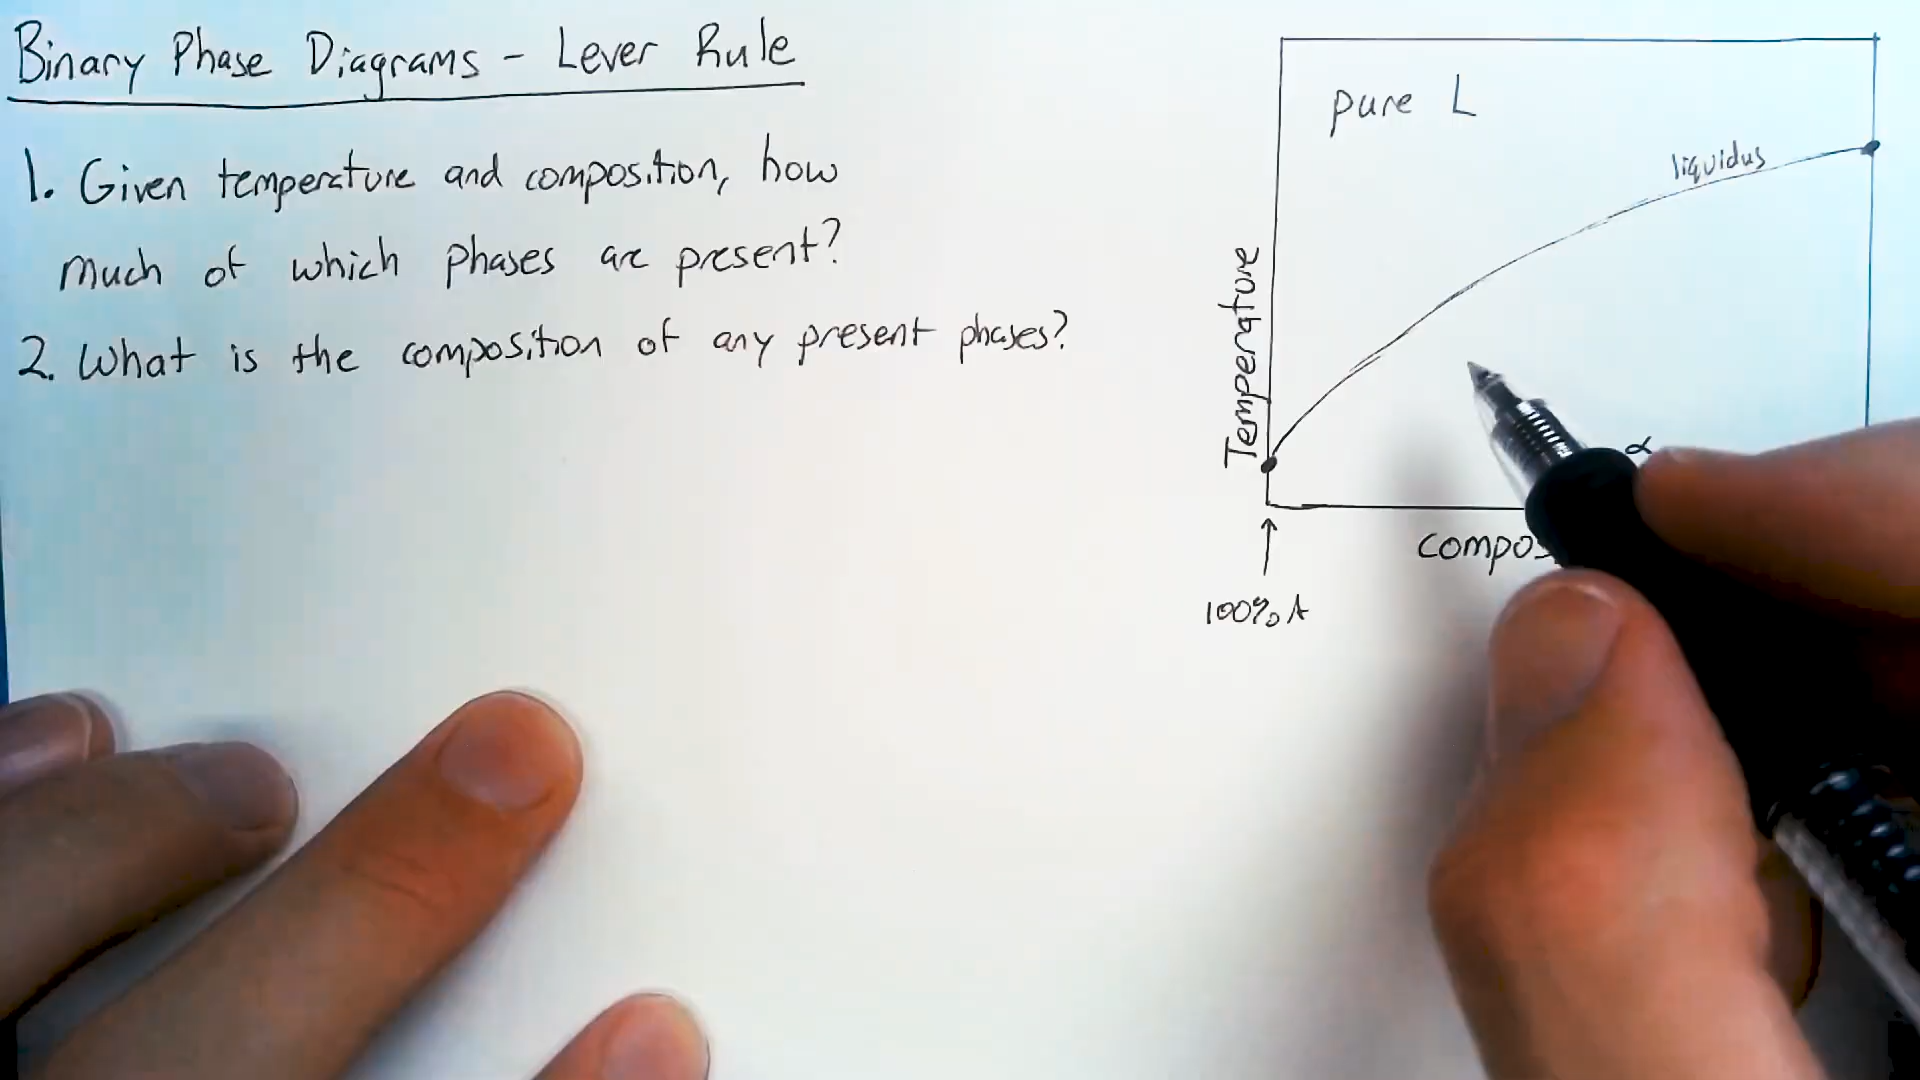 Binary Phase Diagrams - Lever Rule
1. Given temperature and composition, how
much of which phases are present?
2. What is the composition of any present phases?
pure L
liquidus
Temperature
α
compos
100% A